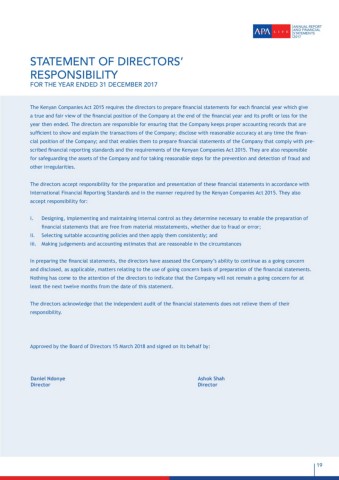 APA LIFE
ANNUAL REPORT
AND FINANCIAL
STATEMENTS
2017
STATEMENT OF DIRECTORS’
RESPONSIBILITY
FOR THE YEAR ENDED 31 DECEMBER 2017
The Kenyan Companies Act 2015 requires the directors to prepare financial statements for each financial year which give
a true and fair view of the financial position of the Company at the end of the financial year and its profit or loss for the
year then ended. The directors are responsible for ensuring that the Company keeps proper accounting records that are
sufficient to show and explain the transactions of the Company; disclose with reasonable accuracy at any time the finan-
cial position of the Company; and that enables them to prepare financial statements of the Company that comply with pre-
scribed financial reporting standards and the requirements of the Kenyan Companies Act 2015. They are also responsible
for safeguarding the assets of the Company and for taking reasonable steps for the prevention and detection of fraud and
other irregularities.
The directors accept responsibility for the preparation and presentation of these financial statements in accordance with
International Financial Reporting Standards and in the manner required by the Kenyan Companies Act 2015. They also
accept responsibility for:
I. Designing, implementing and maintaining internal control as they determine necessary to enable the preparation of
financial statements that are free from material misstatements, whether due to fraud or error;
ii. Selecting suitable accounting policies and then apply them consistently; and
iii. Making judgements and accounting estimates that are reasonable in the circumstances
In preparing the financial statements, the directors have assessed the Company’s ability to continue as a going concern
and disclosed, as applicable, matters relating to the use of going concern basis of preparation of the financial statements.
Nothing has come to the attention of the directors to indicate that the Company will not remain a going concern for at
least the next twelve months from the date of this statement.
The directors acknowledge that the independent audit of the financial statements does not relieve them of their
responsibility.
Approved by the Board of Directors 15 March 2018 and signed on its behalf by:
Daniel Ndonye Ashok Shah
Director Director
19